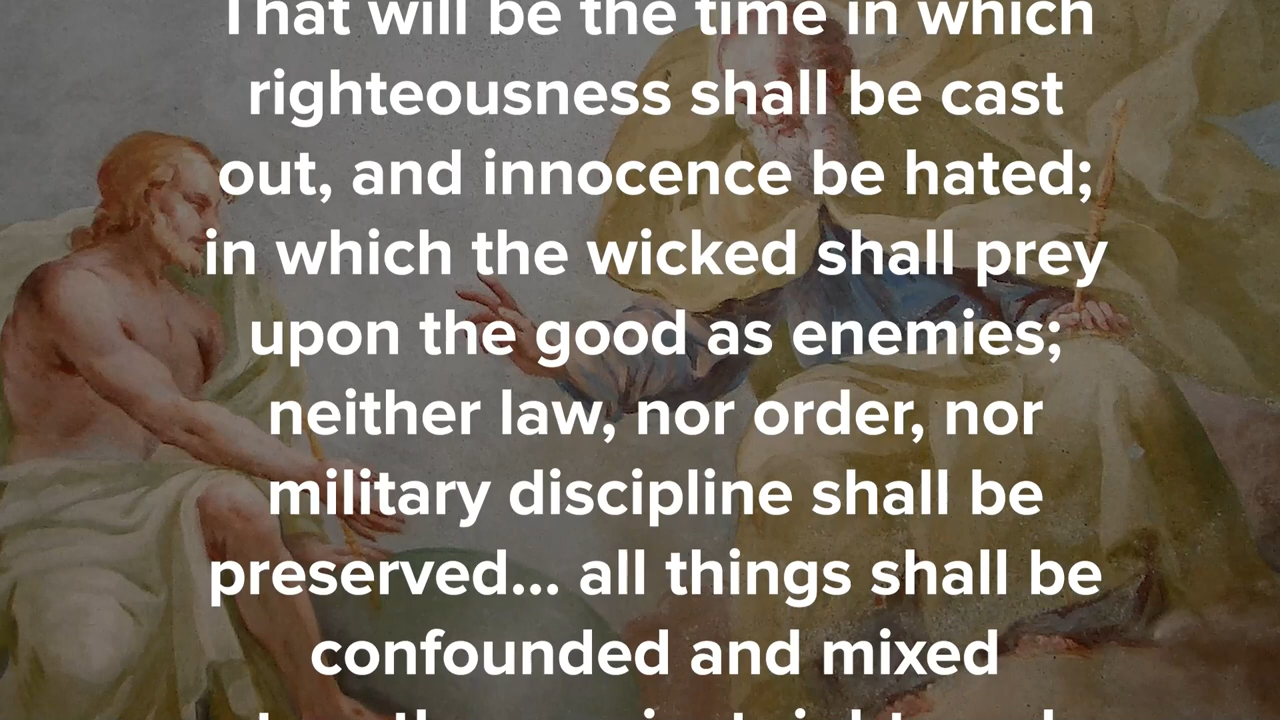 That will be the time in which
righteousness shall be cast
out, and innocence be hated;
in which the wicked shall prey
upon the good as enemies;
neither law, nor order, nor
military discipline shall be
preserved... all things shall be
confounded and mixed